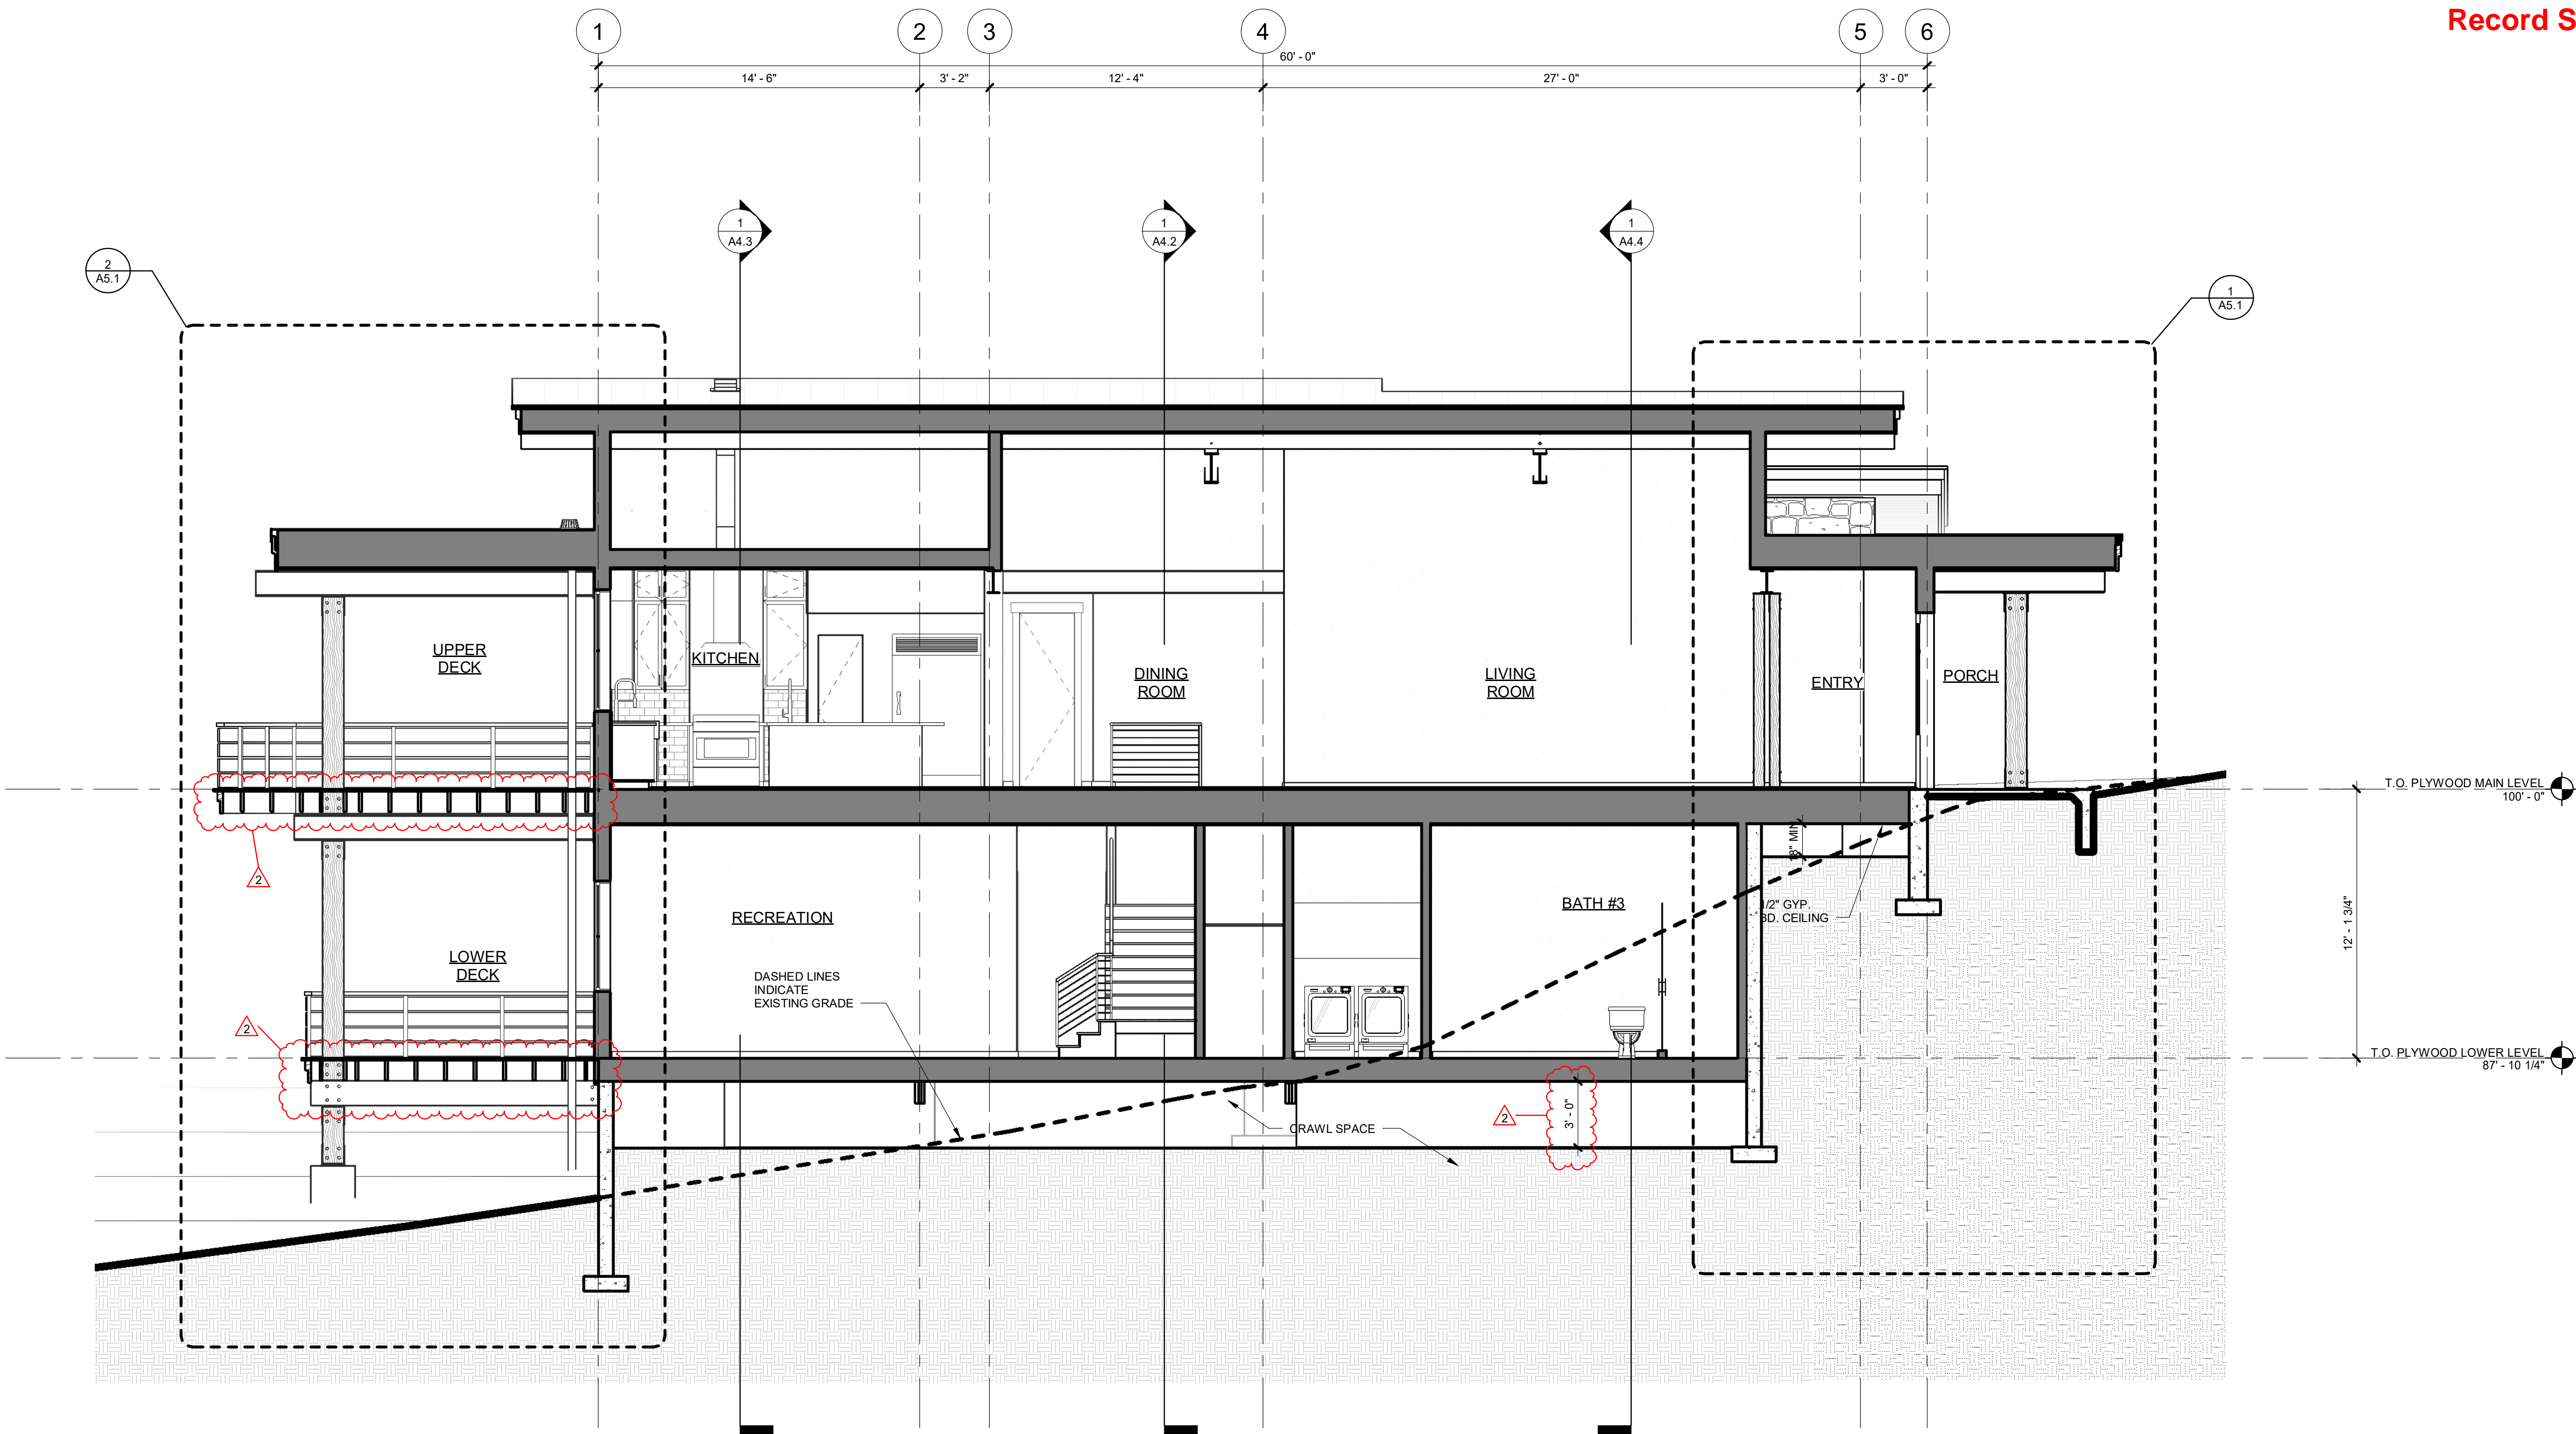 Record S
1
2
3
4
5
6
60' - 0"
14' - 6"
3' - 2"
12' - 4"
27' - 0"
3' - 0"
1
A4.3
1
A4.2
1
A4.4
2
A5.1
1
A5.1
UPPER
DECK
KITCHEN
DINING
ROOM
LIVING
ROOM
ENTRY
PORCH
T.O. PLYWOOD MAIN LEVEL
100' - 0"
18" MIN
2
RECREATION
BATH #3
1/2" GYP.
BD. CEILING
12' - 1 3/4"
LOWER
DECK
DASHED LINES
INDICATE
EXISTING GRADE
2
T.O. PLYWOOD LOWER LEVEL
87' - 10 1/4"
2
3' - 0"
CRAWL SPACE